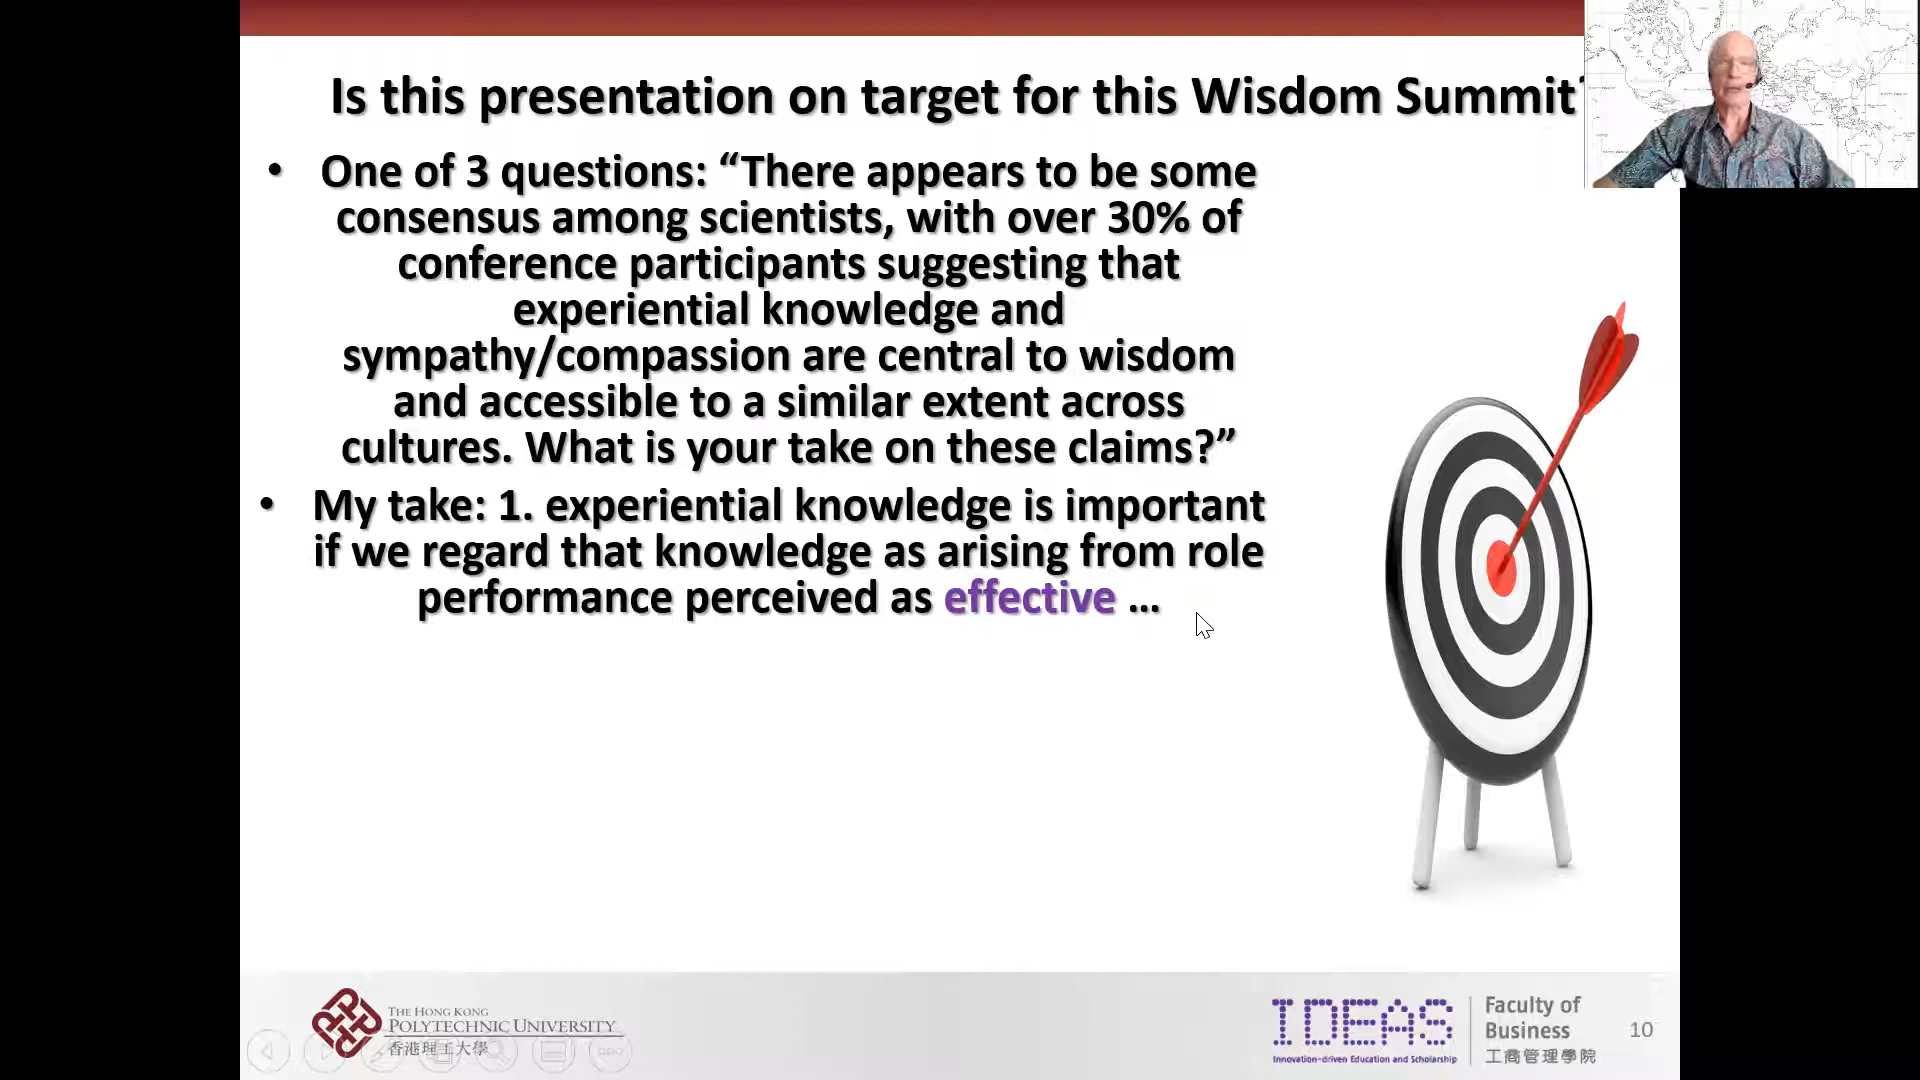 Is this presentation on target for this Wisdom Summit?
• One of 3 questions: “There appears to be some
consensus among scientists, with over 30% of
conference participants suggesting that
experiential knowledge and
sympathy/compassion are central to wisdom
and accessible to a similar extent across
cultures. What is your take on these claims?”
• My take: 1. experiential knowledge is important
if we regard that knowledge as arising from role
performance perceived as effective ...
THE HONG KONG
POLYTECHNIC UNIVERSITY
香港理工大學
IDEAS
Innovation-driven Education and Scholarship
Faculty of
Business
工商管理學院
10